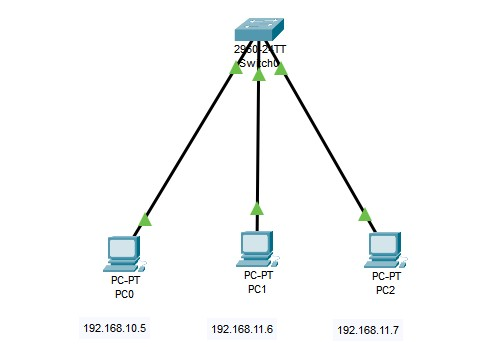 2960-24TT
Switch0
PC-PT
PC0
PC-PT
PC1
PC-PT
PC2
192.168.10.5
192.168.11.6
192.168.11.7